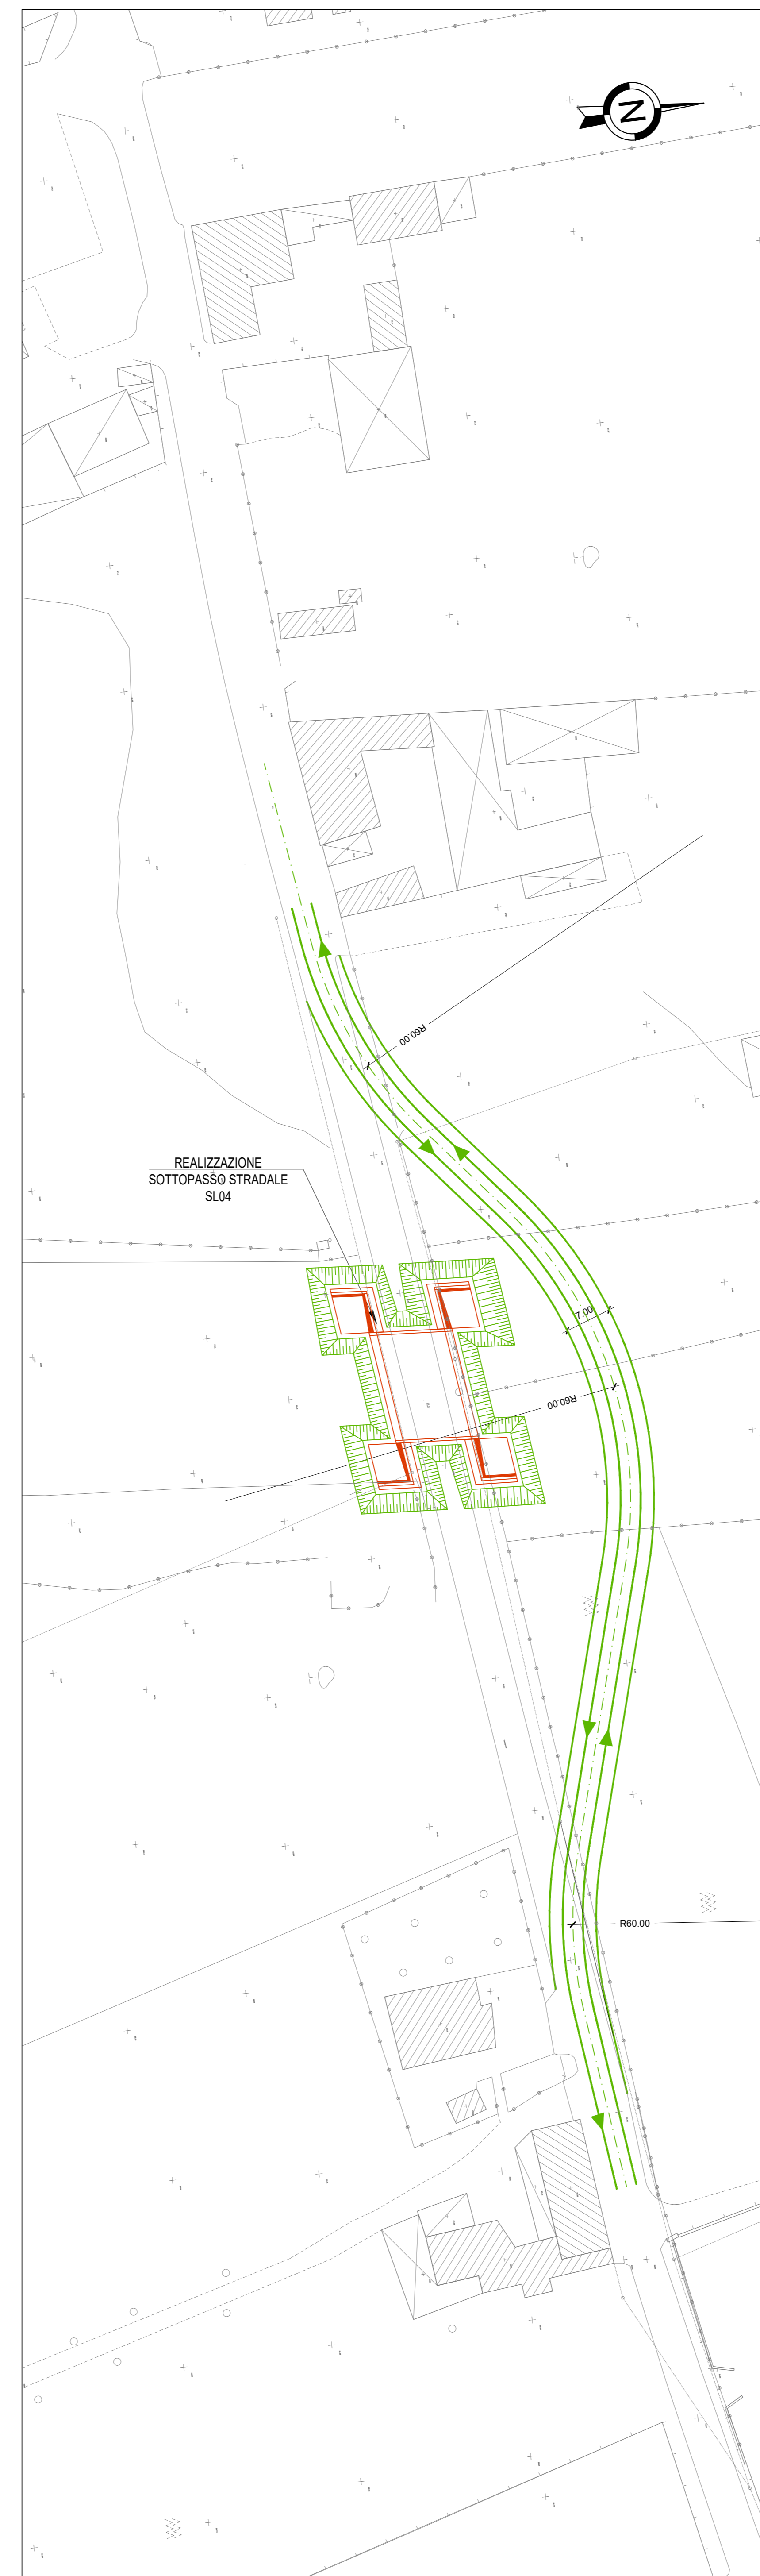 N
R60.00
REALIZZAZIONE
SOTTOPASSO STRADALE
SL04
7.00
R60.00
R60.00